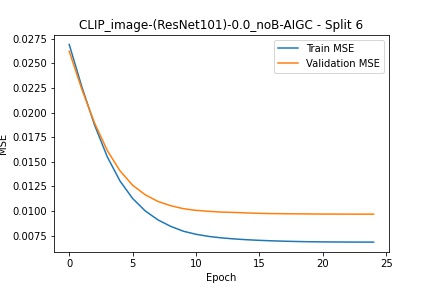 CLIP_image-(ResNet101)-0.0_noB-AIGC - Split 6
Train MSE
Validation MSE
0.0275
0.0250
0.0225
0.0200
0.0175
0.0150
0.0125
0.0100
0.0075
MSE
0 5 10 15 20 25
Epoch